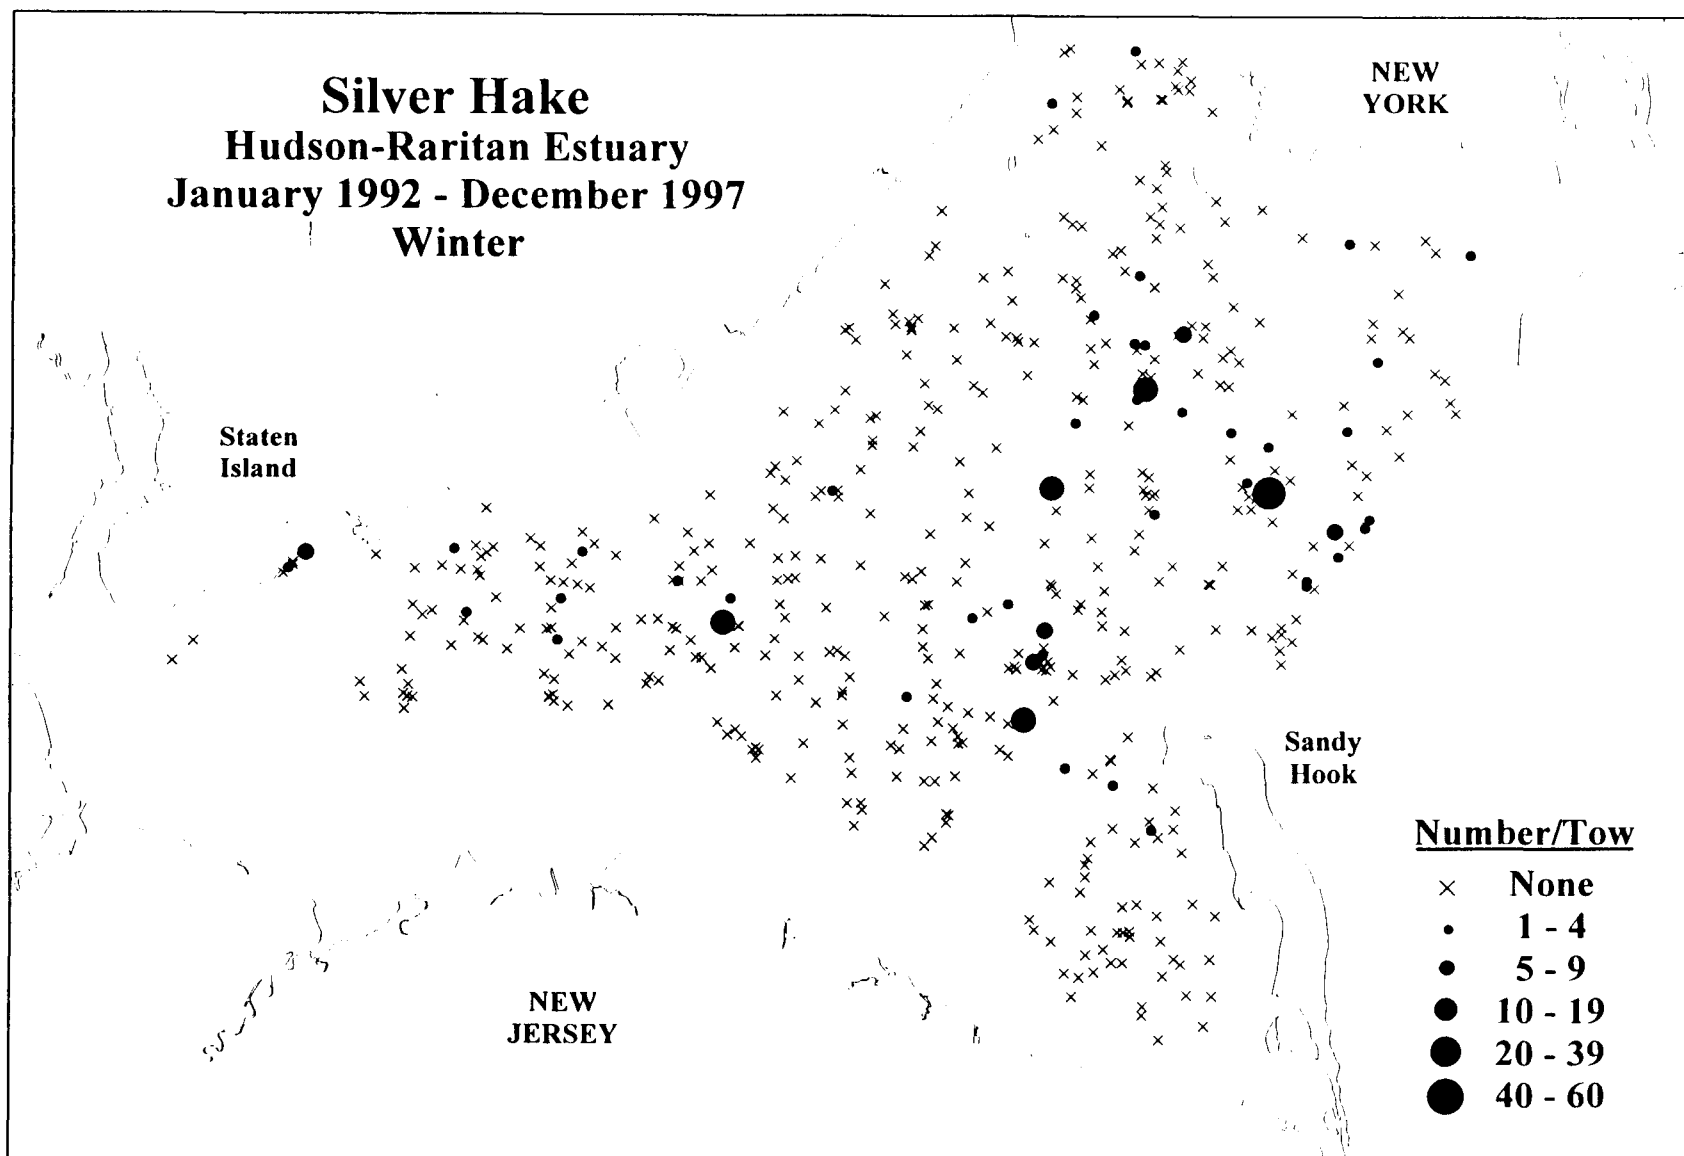 Silver Hake
Hudson-Raritan Estuary
January 1992 - December 1997
Winter
NEW
YORK
Staten
Island
Sandy
Hook
NEW
JERSEY
Number/Tow
None
1 - 4
5 - 9
10 - 19
20 - 39
40 - 60